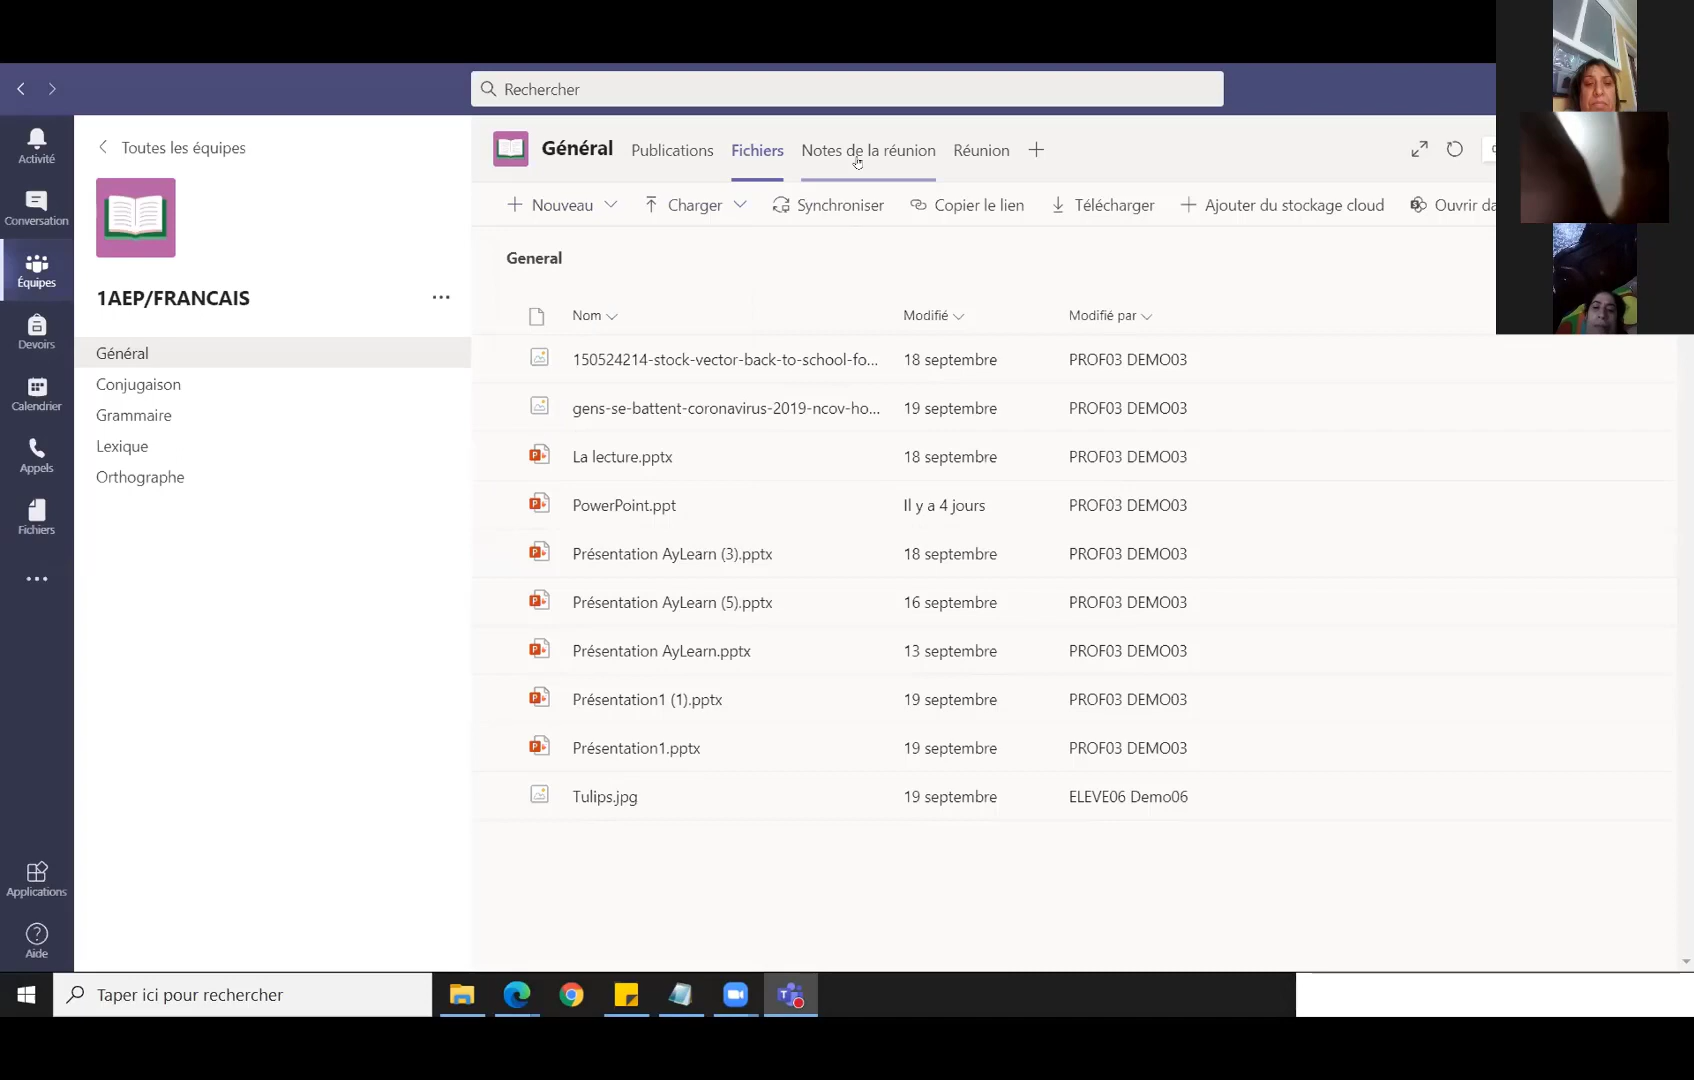 Rechercher
Activité
Conversation
Équipes
Devoirs
Calendrier
Appels
Fichiers
Applications
Aide
Toutes les équipes
1AEP/FRANCAIS
Général
Conjugaison
Grammaire
Lexique
Orthographe
Général Publications Fichiers Notes de la réunion Réunion
Nouveau Charger Synchroniser Copier le lien Télécharger Ajouter du stockage cloud Ouvrir da
General
Nom Modifié Modifié par
150524214-stock-vector-back-to-school-fo... 18 septembre PROF03 DEMO03
gens-se-battent-coronavirus-2019-ncov-ho... 19 septembre PROF03 DEMO03
La lecture.pptx 18 septembre PROF03 DEMO03
PowerPoint.ppt Il y a 4 jours PROF03 DEMO03
Présentation AyLearn (3).pptx 18 septembre PROF03 DEMO03
Présentation AyLearn (5).pptx 16 septembre PROF03 DEMO03
Présentation AyLearn.pptx 13 septembre PROF03 DEMO03
Présentation1 (1).pptx 19 septembre PROF03 DEMO03
Présentation1.pptx 19 septembre PROF03 DEMO03
Tulips.jpg 19 septembre ELEVE06 Demo06
Taper ici pour rechercher